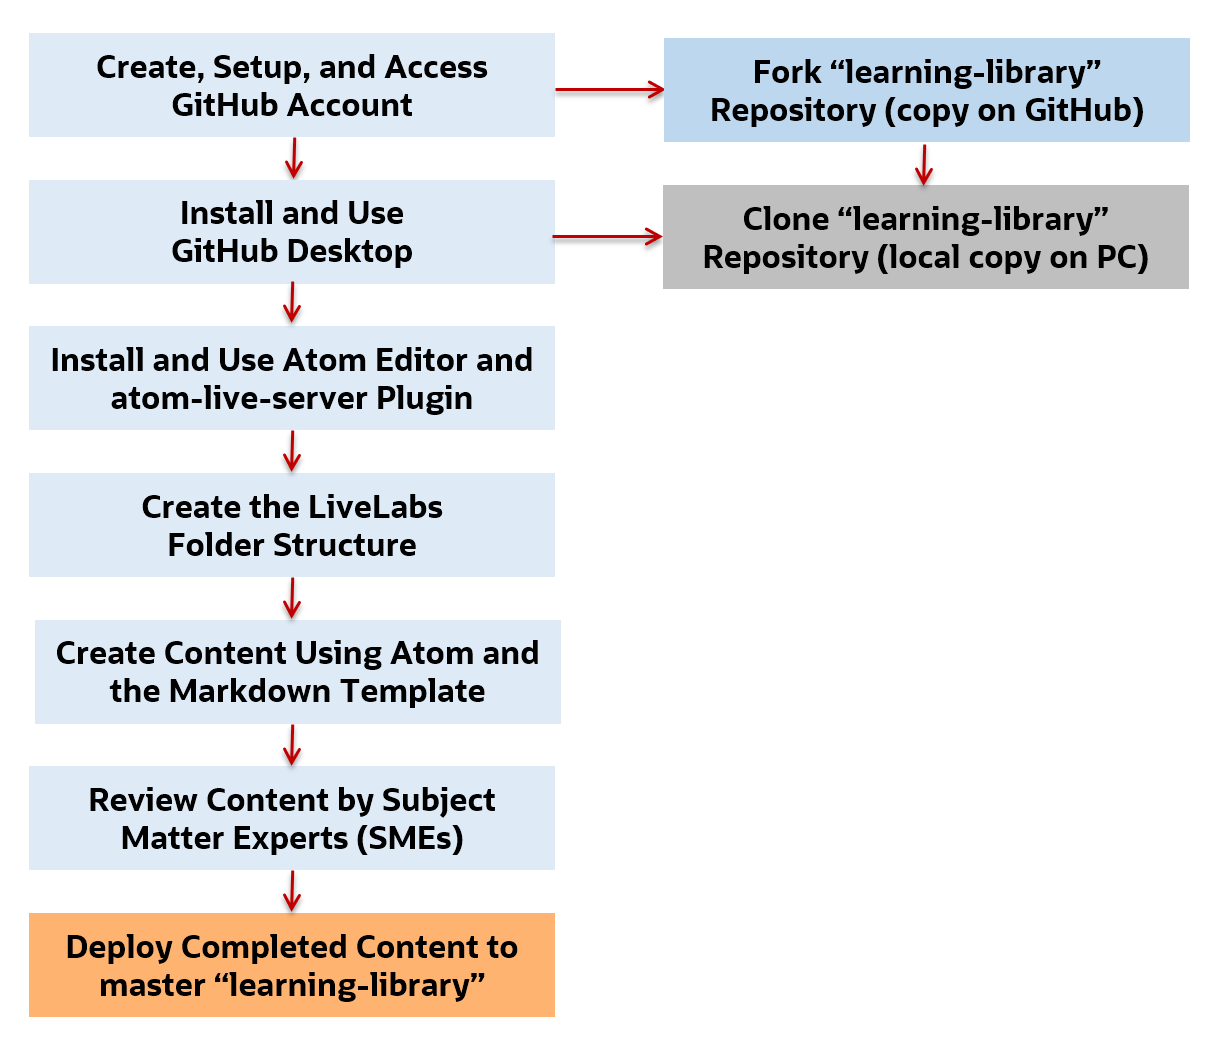 Create, Setup, and Access
GitHub Account
Fork “learning-library”
Repository (copy on GitHub)
Install and Use
GitHub Desktop
Clone “learning-library”
Repository (local copy on PC)
Install and Use Atom Editor and
atom-live-server Plugin
Create the LiveLabs
Folder Structure
Create Content Using Atom and
the Markdown Template
Review Content by Subject
Matter Experts (SMEs)
Deploy Completed Content to
master “learning-library”